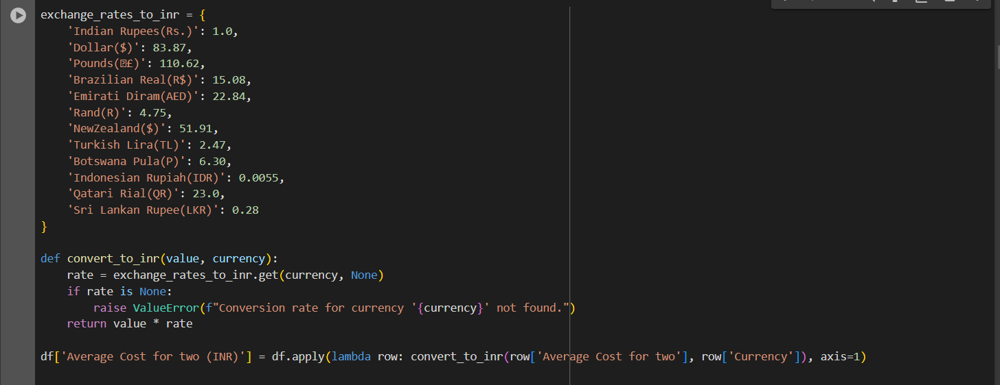 exchange_rates_to_inr = {
    'Indian Rupees(Rs.)': 1.0,
    'Dollar($)': 83.87,
    'Pounds(£)': 110.62,
    'Brazilian Real(R$)': 15.08,
    'Emirati Diram(AED)': 22.84,
    'Rand(R)': 4.75,
    'NewZealand($)': 51.91,
    'Turkish Lira(TL)': 2.47,
    'Botswana Pula(P)': 6.30,
    'Indonesian Rupiah(IDR)': 0.0055,
    'Qatari Rial(QR)': 23.0,
    'Sri Lankan Rupee(LKR)': 0.28
}
def convert_to_inr(value, currency):
    rate = exchange_rates_to_inr.get(currency, None)
    if rate is None:
        raise ValueError(f"Conversion rate for currency '{currency}' not found.")
    return value * rate
df['Average Cost for two (INR)'] = df.apply(lambda row: convert_to_inr(row['Average Cost for two'], row['Currency']), axis=1)